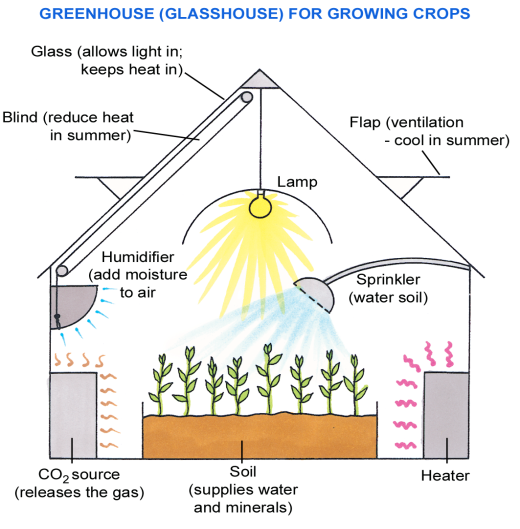 GREENHOUSE (GLASSHOUSE) FOR GROWING CROPS
Glass (allows light in;
keeps heat in)
Blind (reduce heat
in summer)
Flap (ventilation
- cool in summer)
Lamp
Humidifier
(add moisture
to air
Sprinkler
(water soil)
CO2 source
(releases the gas)
Soil
(supplies water
and minerals)
Heater